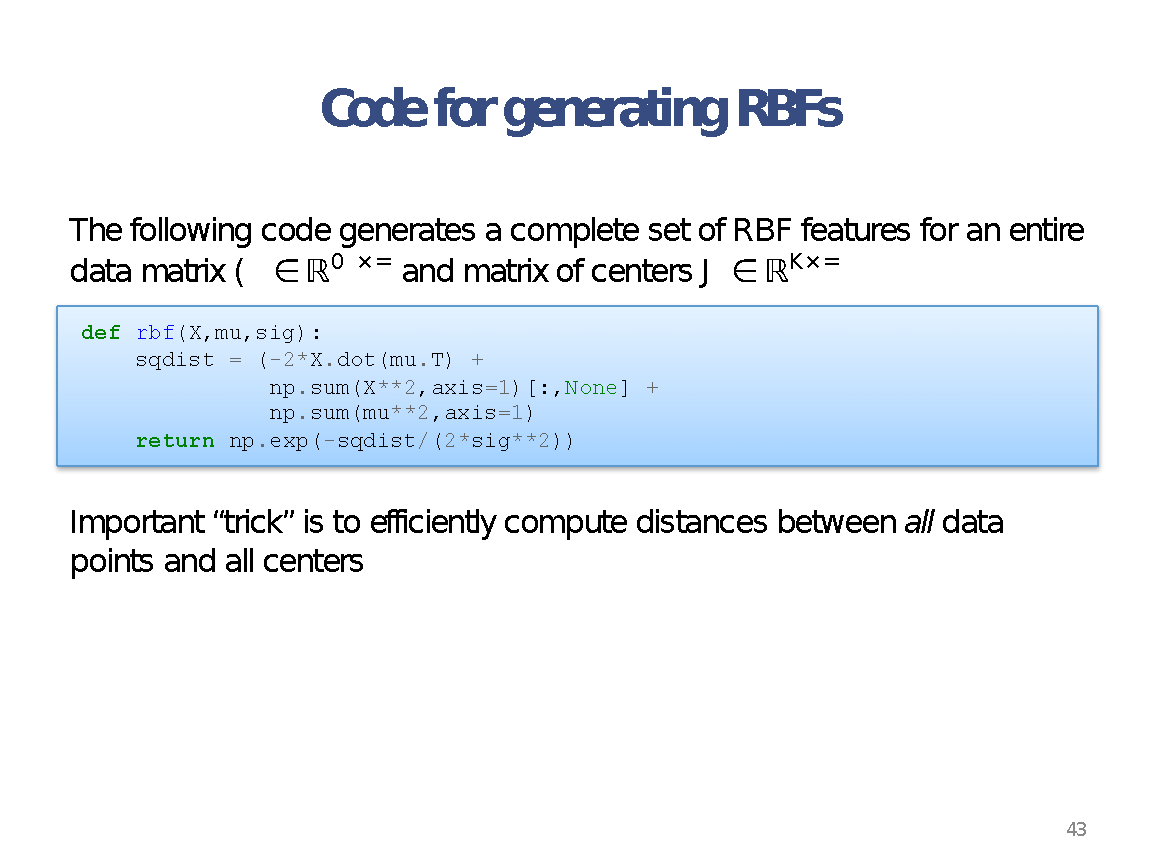 Code for generating RBFs
The following code generates a complete set of RBF features for an entire
data matrix ( ∈ ℝ⁰ ˣ⁼ and matrix of centers J ∈ ℝᴷˣ⁼
def rbf(X,mu,sig):
    sqdist = (-2*X.dot(mu.T) +
              np.sum(X**2,axis=1)[:,None] +
              np.sum(mu**2,axis=1)
    return np.exp(-sqdist/(2*sig**2))
Important “trick” is to efficiently compute distances between all data
points and all centers
43